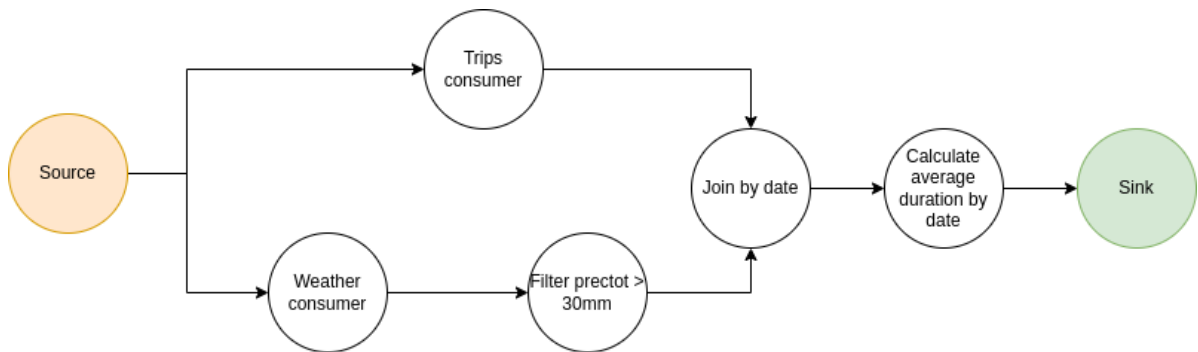 Trips
consumer
Source
Join by date
Calculate
average
duration by
date
Sink
Weather
consumer
Filter prectot >
30mm